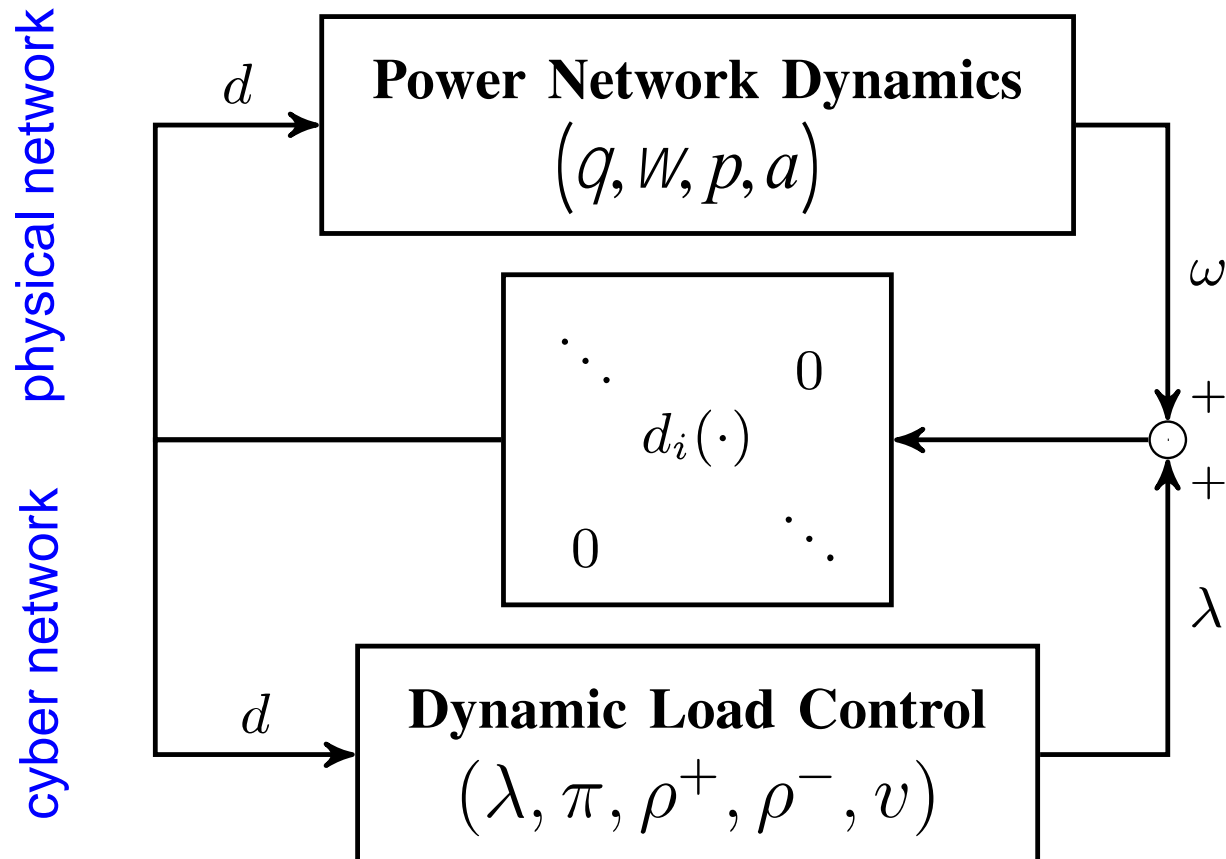 physical network
cyber network
d
Power Network Dynamics
(q, w, p, a)
ω
+
+
⋱ 0
d_i(·)
0 ⋱
λ
d
Dynamic Load Control
(λ, π, ρ⁺, ρ⁻, v)